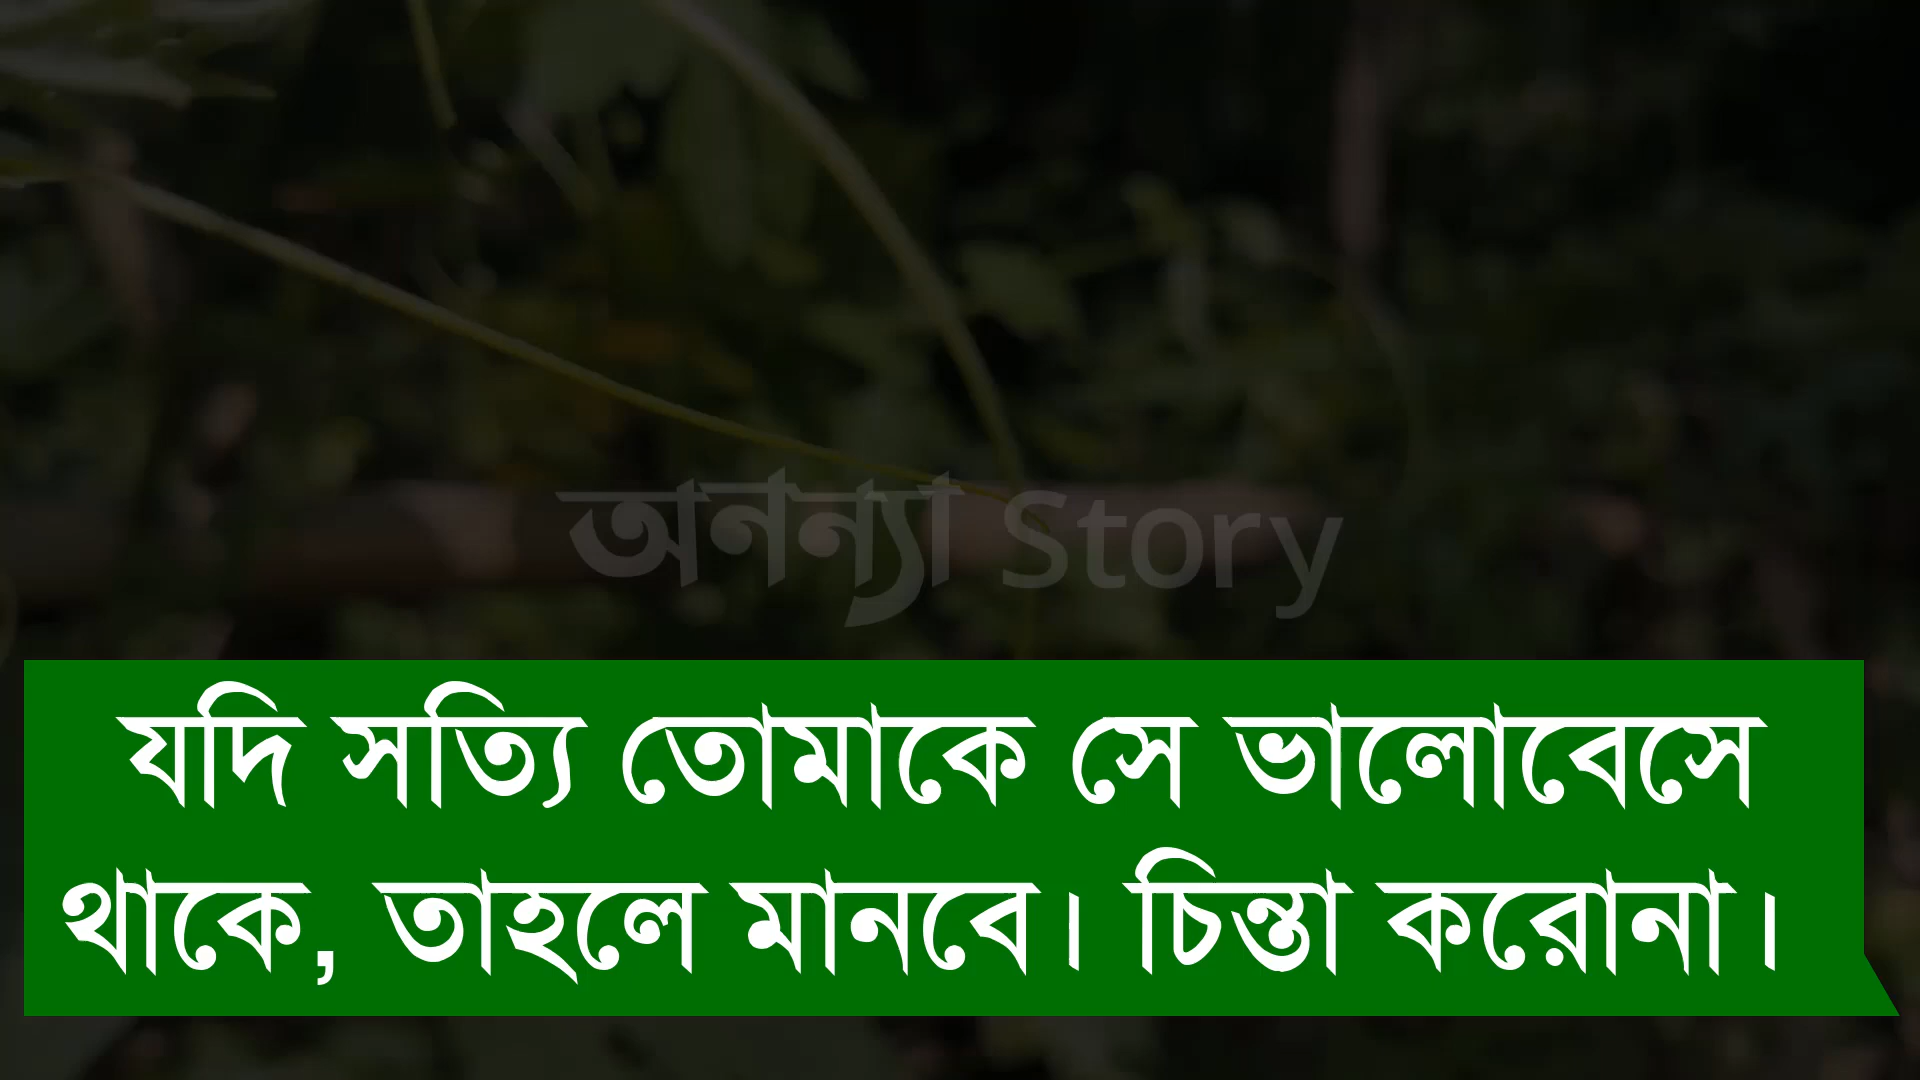 অনন্যা Story
যদি সত্যি তোমাকে সে ভালোবেসে
থাকে, তাহলে মানবে। চিন্তা করোনা।